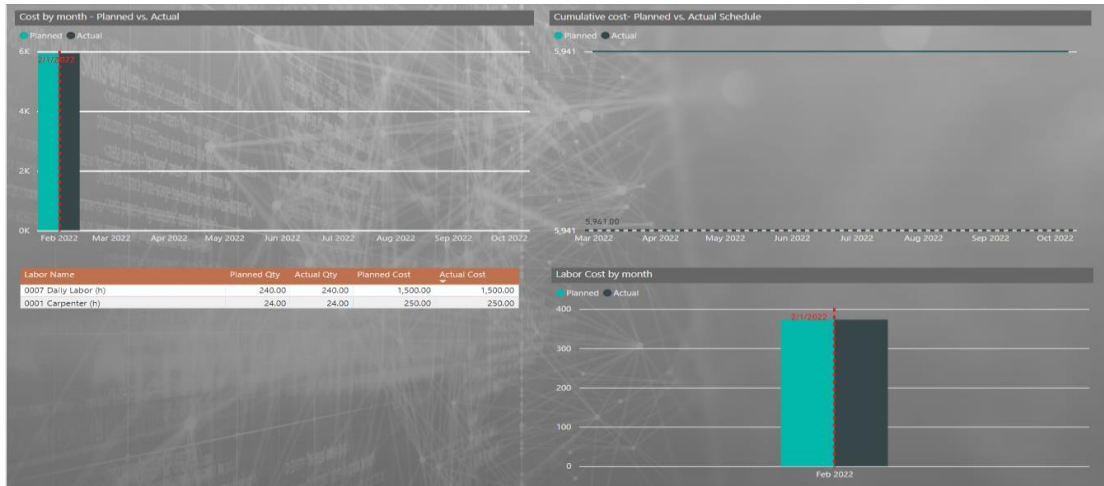 Cost by month - Planned vs. Actual
Planned Actual
6K
2/1/2022
4K
2K
0K
Feb 2022 Mar 2022 Apr 2022 May 2022 Jun 2022 Jul 2022 Aug 2022 Sep 2022 Oct 2022
Cumulative cost- Planned vs. Actual Schedule
Planned Actual
5,941
5,941.00
5,941
Mar 2022 Apr 2022 May 2022 Jun 2022 Jul 2022 Aug 2022 Sep 2022 Oct 2022
Labor Name Planned Qty Actual Qty Planned Cost Actual Cost
0007 Daily Labor (h) 240.00 240.00 1,500.00 1,500.00
0001 Carpenter (h) 24.00 24.00 250.00 250.00
Labor Cost by month
Planned Actual
400
2/1/2022
300
200
100
0
Feb 2022